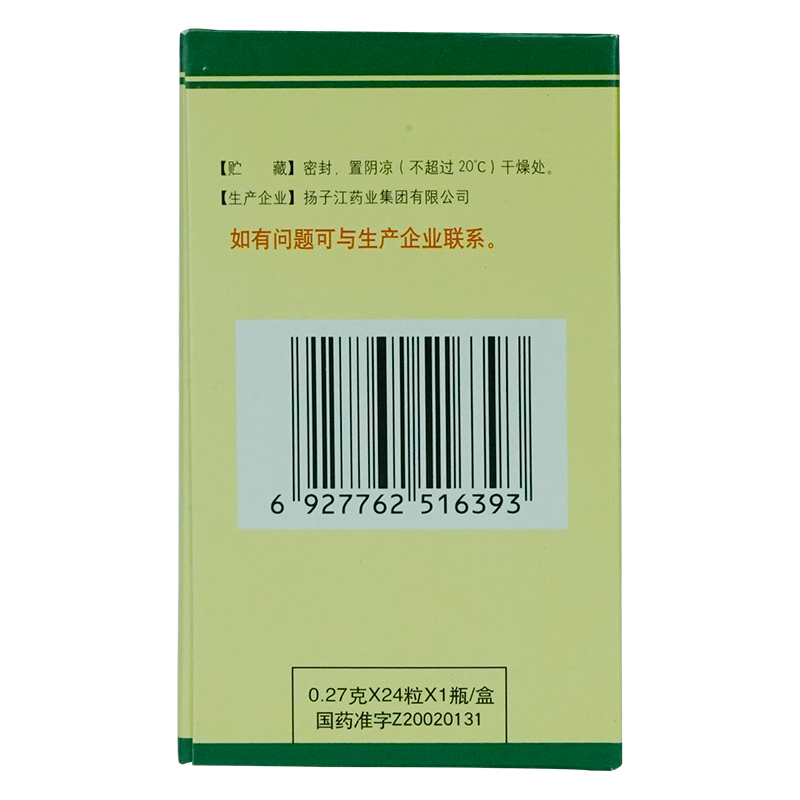 【贮　　藏】密封，置阴凉（不超过20℃）干燥处。
【生产企业】扬子江药业集团有限公司
如有问题可与生产企业联系。
6 927762 516393
0.27克X24粒X1瓶/盒
国药准字Z20020131